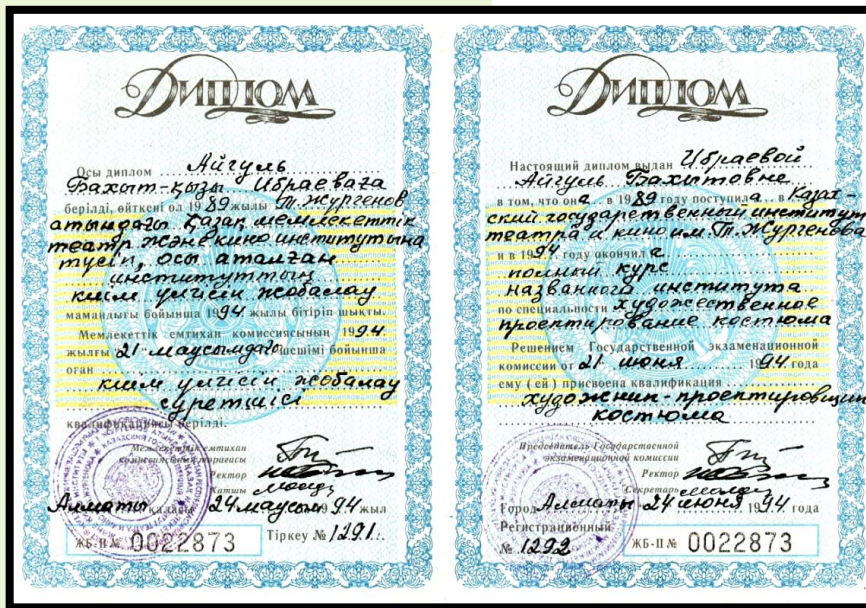 Диплом
Осы диплом Айгуль
Бахыт-қызы Ибраеваға
берілді, өйткені ол 1989 жылы Т. Жургенов
атындағы Қазақ мемлекеттік
театр және кино институтына
түсіп, осы аталған
институттың
киім үлгісін жобалау
мамандығы бойынша 1994 жылы бітіріп шықты.
Мемлекеттік емтихан комиссиясының 1994
жылғы 21-маусымдағы шешімі бойынша
оған
киім үлгісін жобалау
суретшісі
квалификациясы берілді.
Мемлекеттік емтихан
комиссиясының төрағасы
Ректор
Хатшы
Алматы қаласы 24 маусым 1994 жыл
ЖБ-II № 0022873 Тіркеу № 1291
Диплом
Настоящий диплом выдан Ибраевой
Айгуль Бахытовне
в том, что она в 1989 году поступила в Казах-
ский государственный институт
театра и кино им. Т. Жургенова
и в 1994 году окончила
полный курс
названного института
по специальности художественное
проектирование костюма
Решением Государственной экзаменационной
комиссии от 21 июня 1994 года
ему (ей) присвоена квалификация
художник-проектировщик
костюма
Председатель Государственной
экзаменационной комиссии
Ректор
Секретарь
Город Алматы 24 июня 1994 года
Регистрационный
№ 1292 ЖБ-II № 0022873